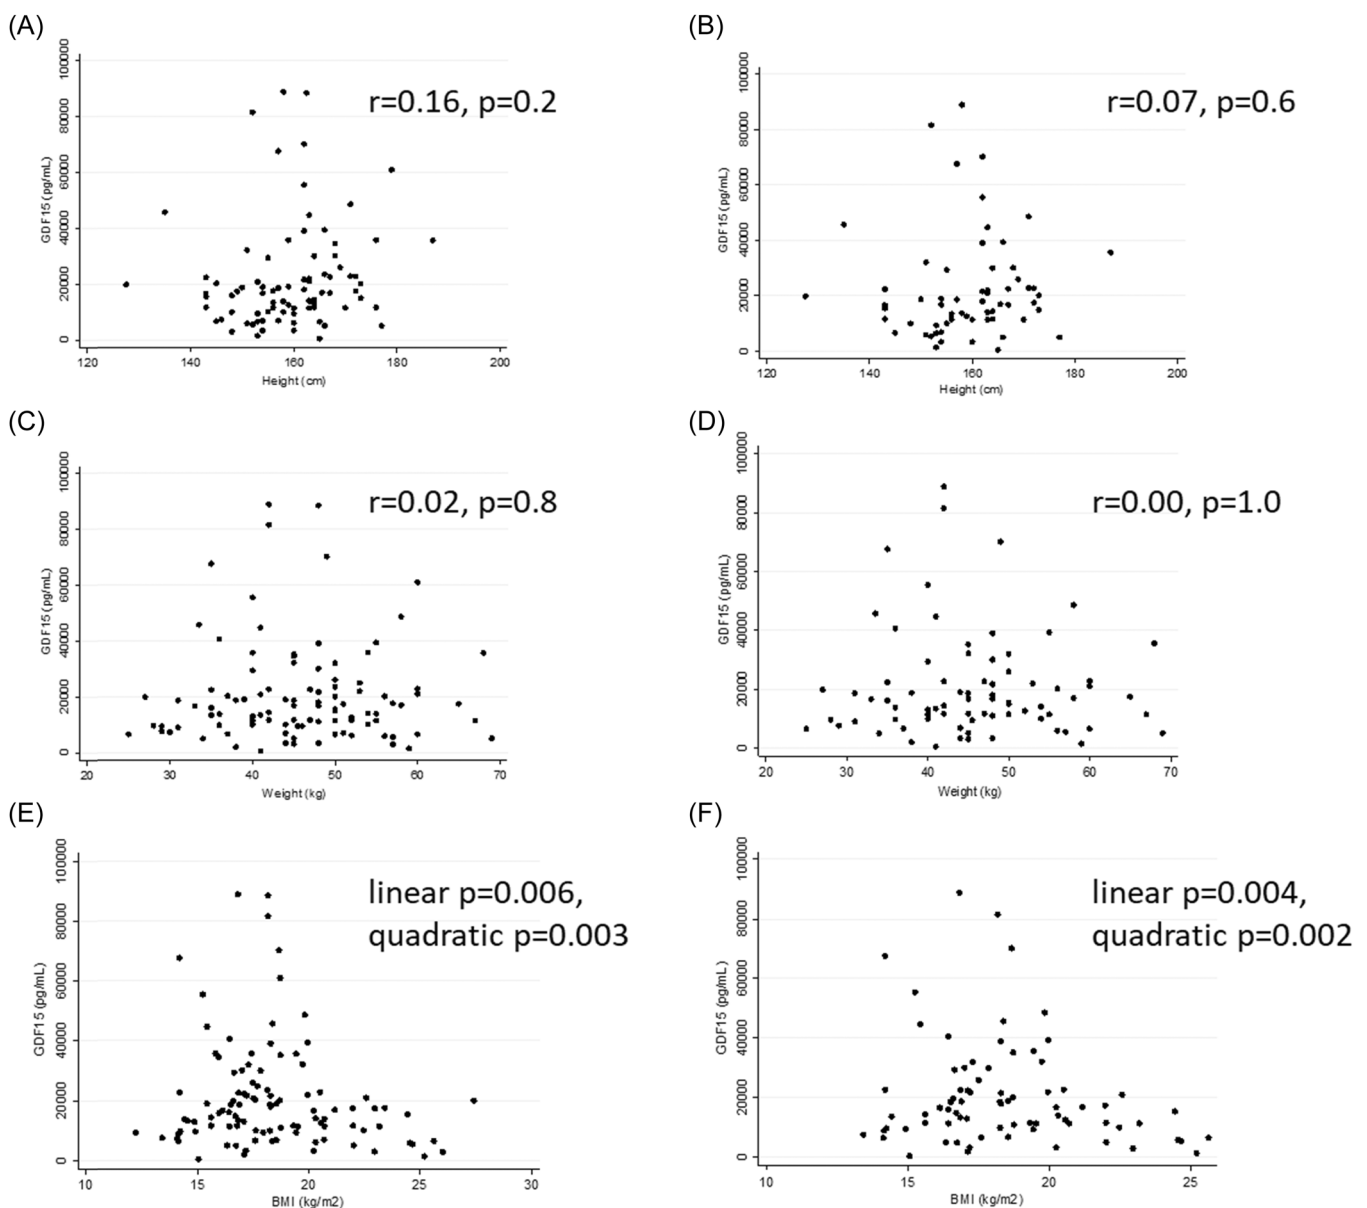 (A)
r=0.16, p=0.2
100000
80000
60000
40000
20000
0
GDF15 (pg/mL)
120 140 160 180 200
Height (cm)
(B)
r=0.07, p=0.6
100000
80000
60000
40000
20000
0
GDF15 (pg/mL)
120 140 160 180 200
Height (cm)
(C)
r=0.02, p=0.8
100000
80000
60000
40000
20000
0
GDF15 (pg/mL)
20 30 40 50 60 70
Weight (kg)
(D)
r=0.00, p=1.0
100000
80000
60000
40000
20000
0
GDF15 (pg/mL)
20 30 40 50 60 70
Weight (kg)
(E)
linear p=0.006,
quadratic p=0.003
100000
80000
60000
40000
20000
0
GDF15 (pg/mL)
10 15 20 25 30
BMI (kg/m2)
(F)
linear p=0.004,
quadratic p=0.002
100000
80000
60000
40000
20000
0
GDF15 (pg/mL)
10 15 20 25
BMI (kg/m2)